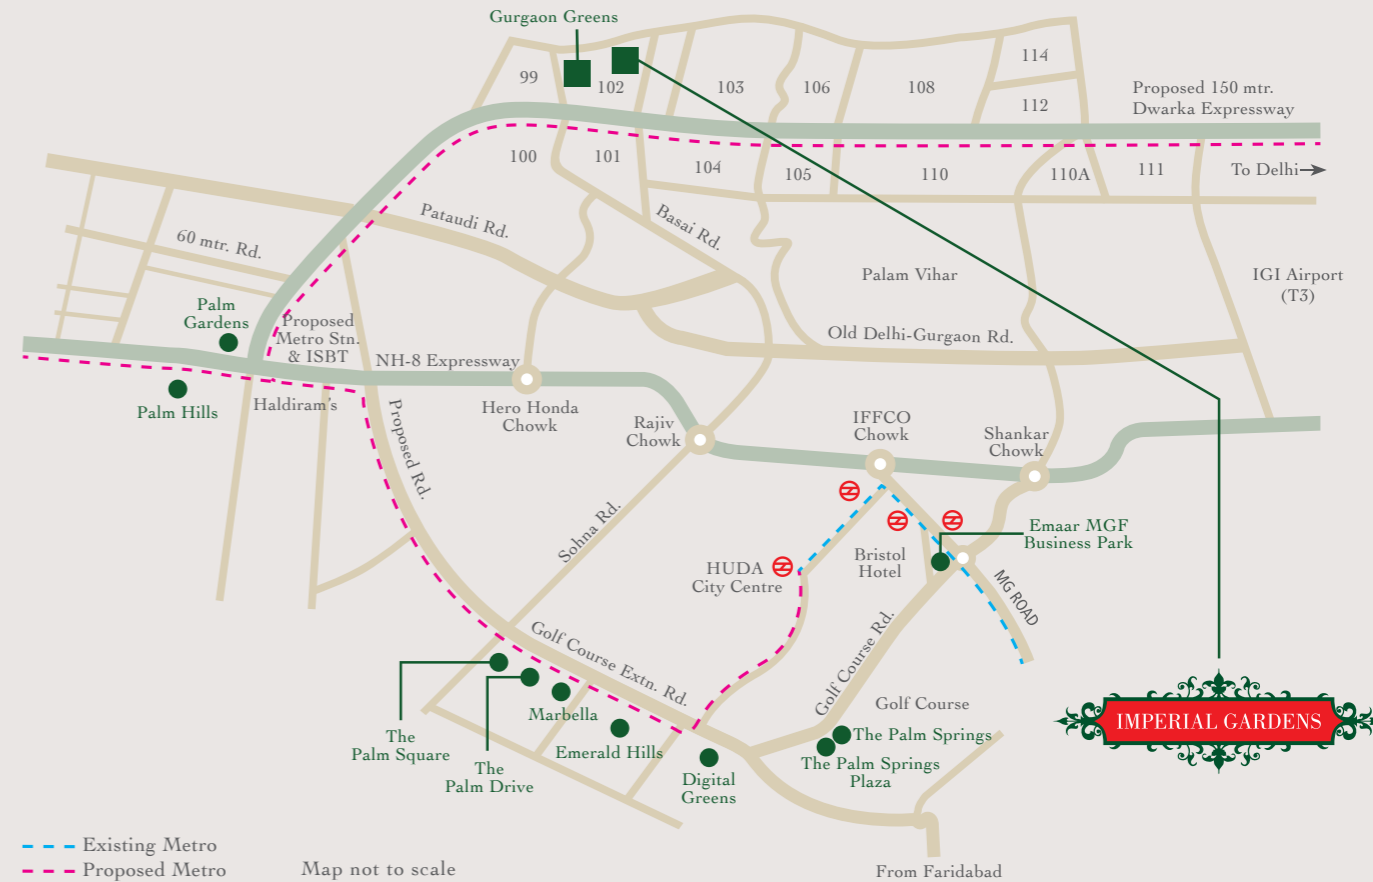 Gurgaon Greens
99
102
103
106
108
114
112
Proposed 150 mtr.
Dwarka Expressway
100
101
104
105
110
110A
111
To Delhi
Pataudi Rd.
Basai Rd.
60 mtr. Rd.
Palam Vihar
IGI Airport
(T3)
Palm
Gardens
Proposed
Metro Stn.
& ISBT
Old Delhi-Gurgaon Rd.
NH-8 Expressway
Palm Hills
Haldiram's
Proposed Rd.
Hero Honda
Chowk
Rajiv
Chowk
IFFCO
Chowk
Shankar
Chowk
Sohna Rd.
Emaar MGF
Business Park
HUDA
City Centre
Bristol
Hotel
MG ROAD
Golf Course Extn. Rd.
Golf Course Rd.
Golf Course
The
Palm Square
The
Palm Drive
Marbella
Emerald Hills
Digital
Greens
The Palm Springs
The Palm Springs
Plaza
IMPERIAL GARDENS
Existing Metro
Proposed Metro
Map not to scale
From Faridabad